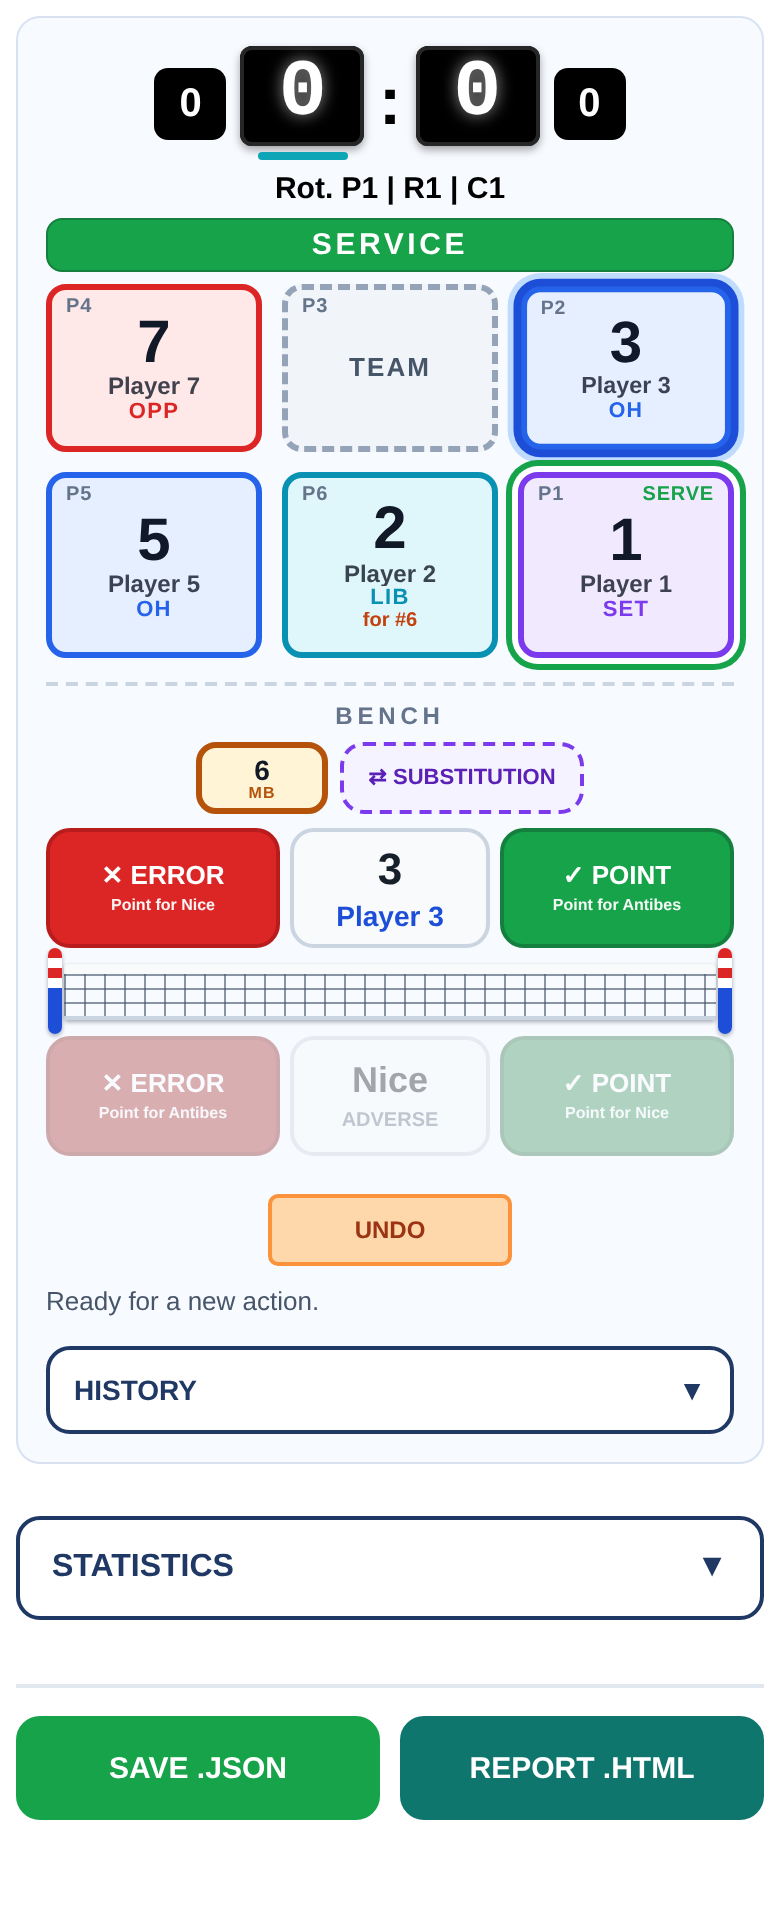 0 0 : 0 0
Rot. P1 | R1 | C1
SERVICE
P4
7
Player 7
OPP
P3
TEAM
P2
3
Player 3
OH
P5
5
Player 5
OH
P6
2
Player 2
LIB
for #6
P1 SERVE
1
Player 1
SET
BENCH
6
MB
⇄ SUBSTITUTION
✕ ERROR
Point for Nice
3
Player 3
✓ POINT
Point for Antibes
✕ ERROR
Point for Antibes
Nice
ADVERSE
✓ POINT
Point for Nice
UNDO
Ready for a new action.
HISTORY ▼
STATISTICS ▼
SAVE .JSON
REPORT .HTML